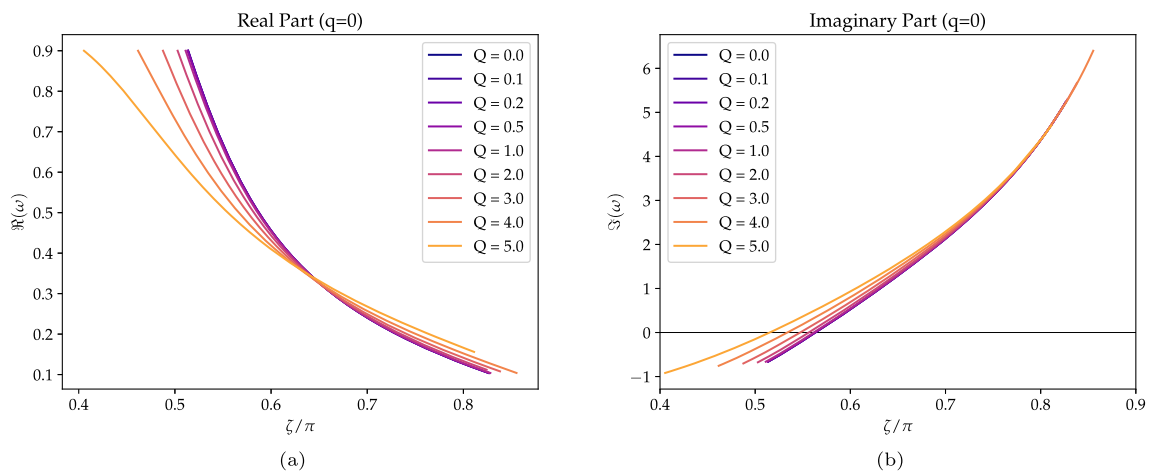 Real Part (q=0)
ℜ(ω)
0.9
0.8
0.7
0.6
0.5
0.4
0.3
0.2
0.1
0.4
0.5
0.6
0.7
0.8
ζ/π
Q = 0.0
Q = 0.1
Q = 0.2
Q = 0.5
Q = 1.0
Q = 2.0
Q = 3.0
Q = 4.0
Q = 5.0
(a)
Imaginary Part (q=0)
ℑ(ω)
6
5
4
3
2
1
0
−1
0.4
0.5
0.6
0.7
0.8
0.9
ζ/π
Q = 0.0
Q = 0.1
Q = 0.2
Q = 0.5
Q = 1.0
Q = 2.0
Q = 3.0
Q = 4.0
Q = 5.0
(b)